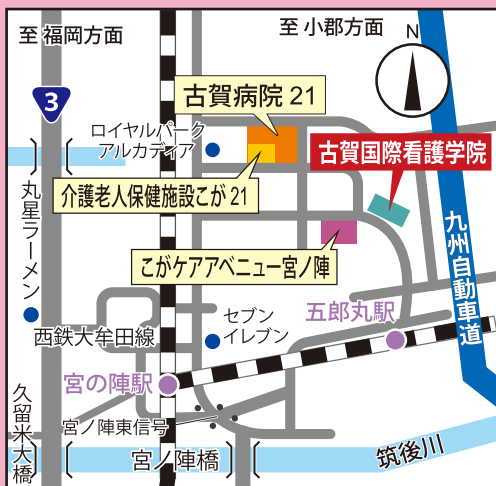 至 福岡方面
至 小郡方面
N
3
古賀病院 21
ロイヤルパーク
アルカディア
古賀国際看護学院
介護老人保健施設こが 21
丸星ラーメン
こがケアアベニュー宮ノ陣
九州自動車道
五郎丸駅
セブン
イレブン
西鉄大牟田線
宮の陣駅
久留米大橋
宮ノ陣東信号
宮ノ陣橋
筑後川